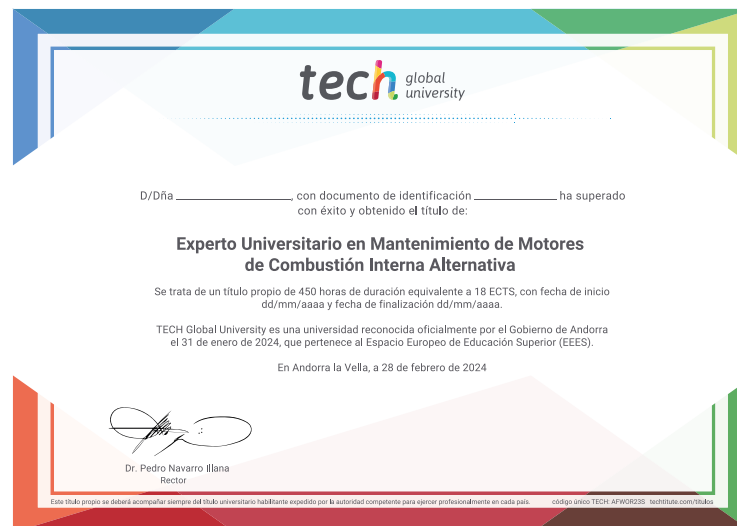 tech global
university
D/Dña ______________, con documento de identificación ____________ ha superado
con éxito y obtenido el título de:
Experto Universitario en Mantenimiento de Motores
de Combustión Interna Alternativa
Se trata de un título propio de 450 horas de duración equivalente a 18 ECTS, con fecha de inicio
dd/mm/aaaa y fecha de finalización dd/mm/aaaa.
TECH Global University es una universidad reconocida oficialmente por el Gobierno de Andorra
el 31 de enero de 2024, que pertenece al Espacio Europeo de Educación Superior (EEES).
En Andorra la Vella, a 28 de febrero de 2024
Dr. Pedro Navarro Illana
Rector
Este título propio se deberá acompañar siempre del título universitario habilitante expedido por la autoridad competente para ejercer profesionalmente en cada país. código único TECH: AFWOR23S techtitute.com/titulos